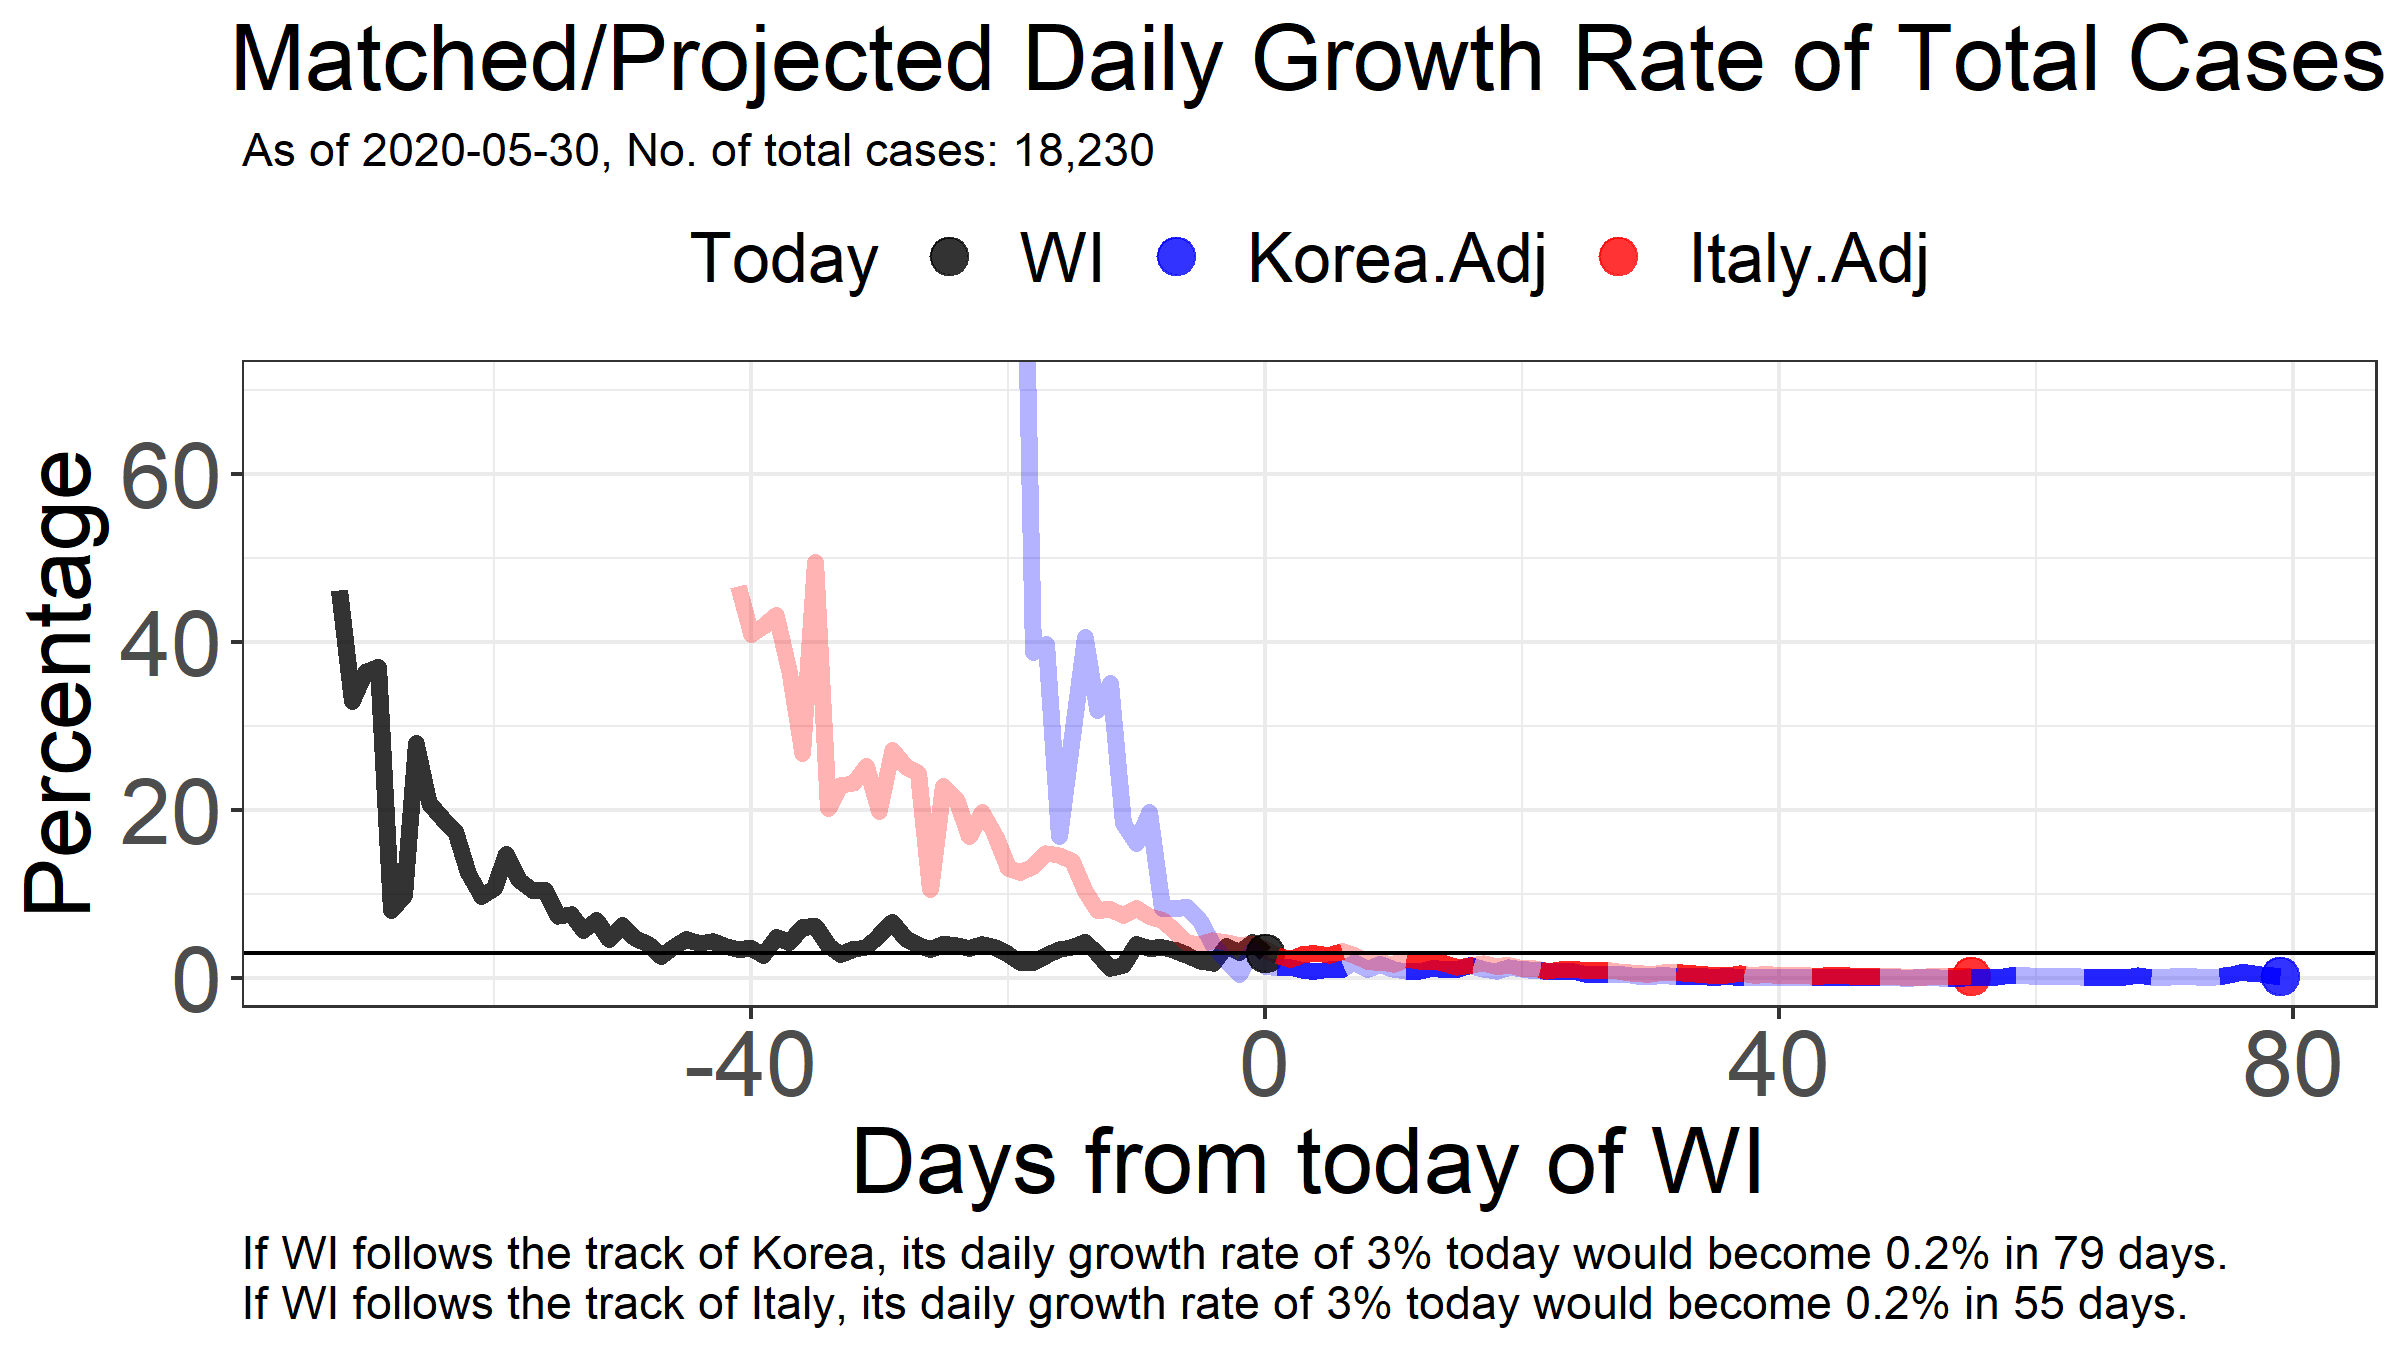 Matched/Projected Daily Growth Rate of Total Cases
As of 2020-05-30, No. of total cases: 18,230
Today WI Korea.Adj Italy.Adj
Percentage
60
40
20
0
-40 0 40 80
Days from today of WI
If WI follows the track of Korea, its daily growth rate of 3% today would become 0.2% in 79 days.
If WI follows the track of Italy, its daily growth rate of 3% today would become 0.2% in 55 days.